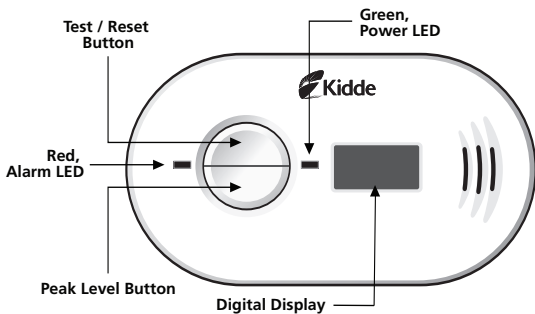 Test / Reset
Button
Green,
Power LED
Kidde
Red,
Alarm LED
Peak Level Button
Digital Display